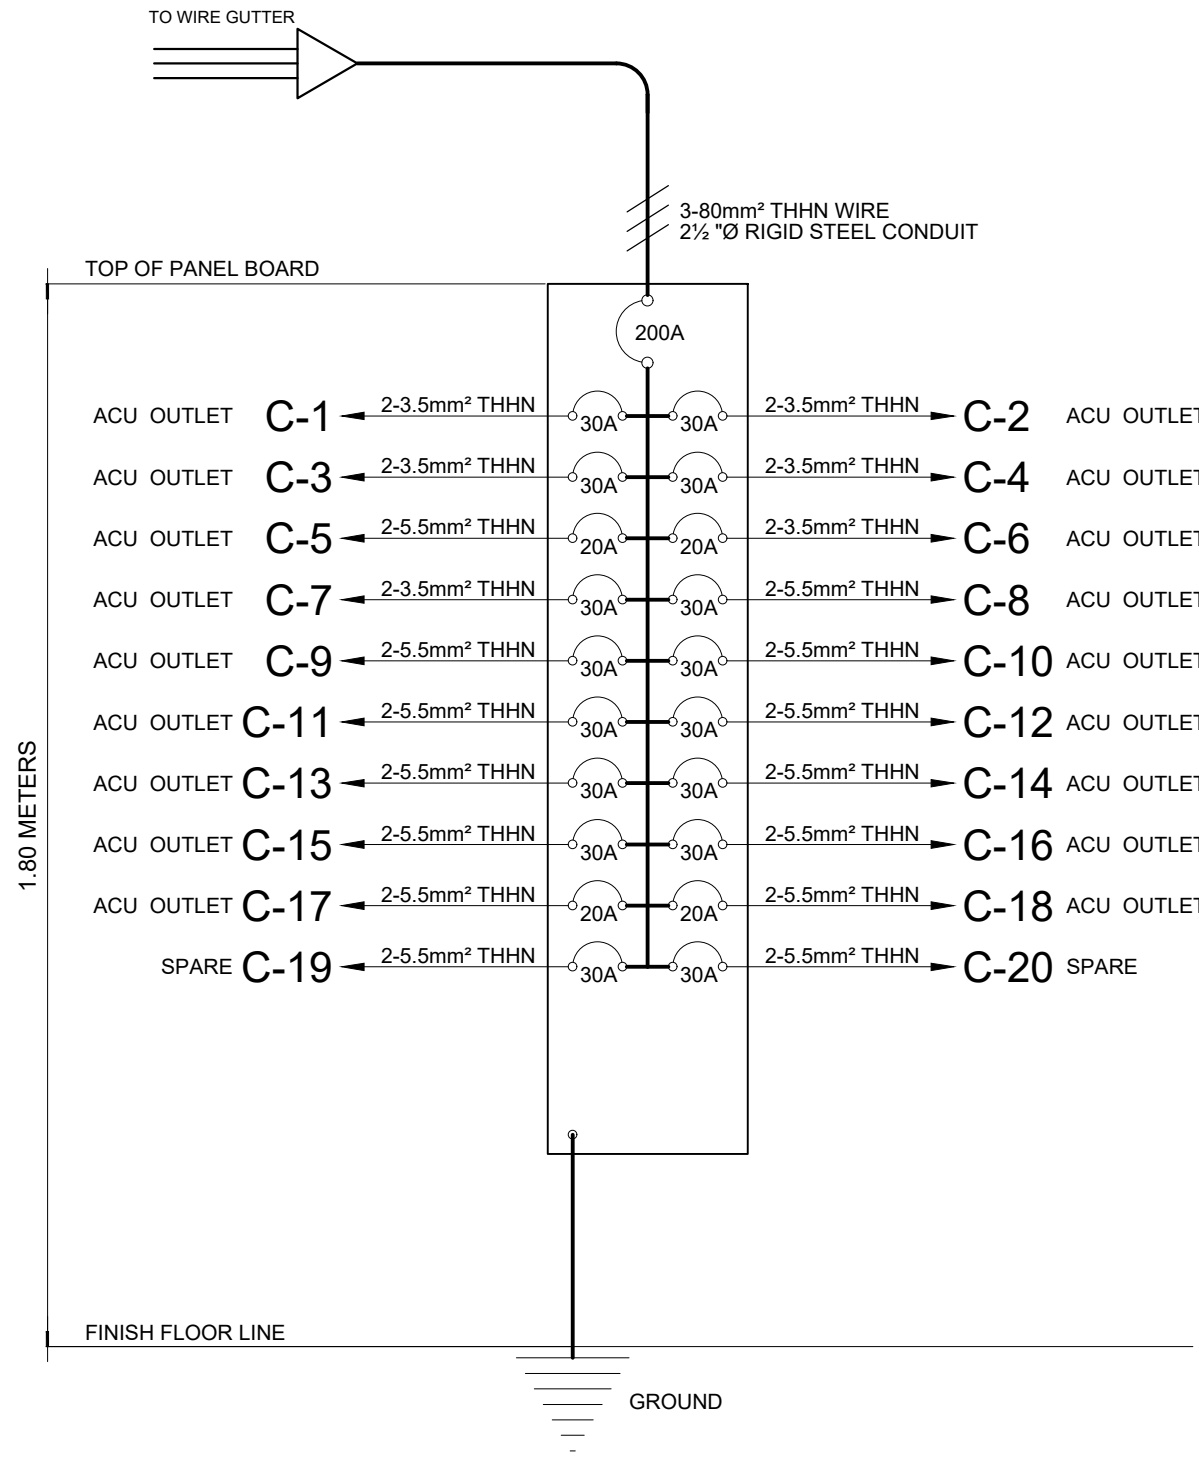 TO WIRE GUTTER
3-80mm² THHN WIRE
2½ "Ø RIGID STEEL CONDUIT
TOP OF PANEL BOARD
200A
ACU OUTLET C-1 2-3.5mm² THHN 30A 30A 2-3.5mm² THHN C-2 ACU OUTLET
ACU OUTLET C-3 2-3.5mm² THHN 30A 30A 2-3.5mm² THHN C-4 ACU OUTLET
ACU OUTLET C-5 2-5.5mm² THHN 20A 20A 2-3.5mm² THHN C-6 ACU OUTLET
ACU OUTLET C-7 2-3.5mm² THHN 30A 30A 2-5.5mm² THHN C-8 ACU OUTLET
ACU OUTLET C-9 2-5.5mm² THHN 30A 30A 2-5.5mm² THHN C-10 ACU OUTLET
ACU OUTLET C-11 2-5.5mm² THHN 30A 30A 2-5.5mm² THHN C-12 ACU OUTLET
ACU OUTLET C-13 2-5.5mm² THHN 30A 30A 2-5.5mm² THHN C-14 ACU OUTLET
ACU OUTLET C-15 2-5.5mm² THHN 30A 30A 2-5.5mm² THHN C-16 ACU OUTLET
ACU OUTLET C-17 2-5.5mm² THHN 20A 20A 2-5.5mm² THHN C-18 ACU OUTLET
SPARE C-19 2-5.5mm² THHN 30A 30A 2-5.5mm² THHN C-20 SPARE
1.80 METERS
FINISH FLOOR LINE
GROUND